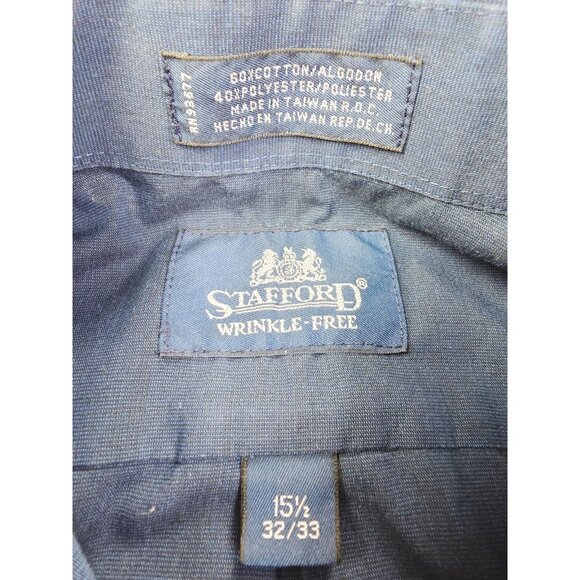 RN93677
60%COTTON/ALGODON
40%POLYESTER/POLIESTER
MADE IN TAIWAN R.O.C.
HECHO EN TAIWAN REP.DE.CH.
STAFFORD®
WRINKLE-FREE
15½
32/33